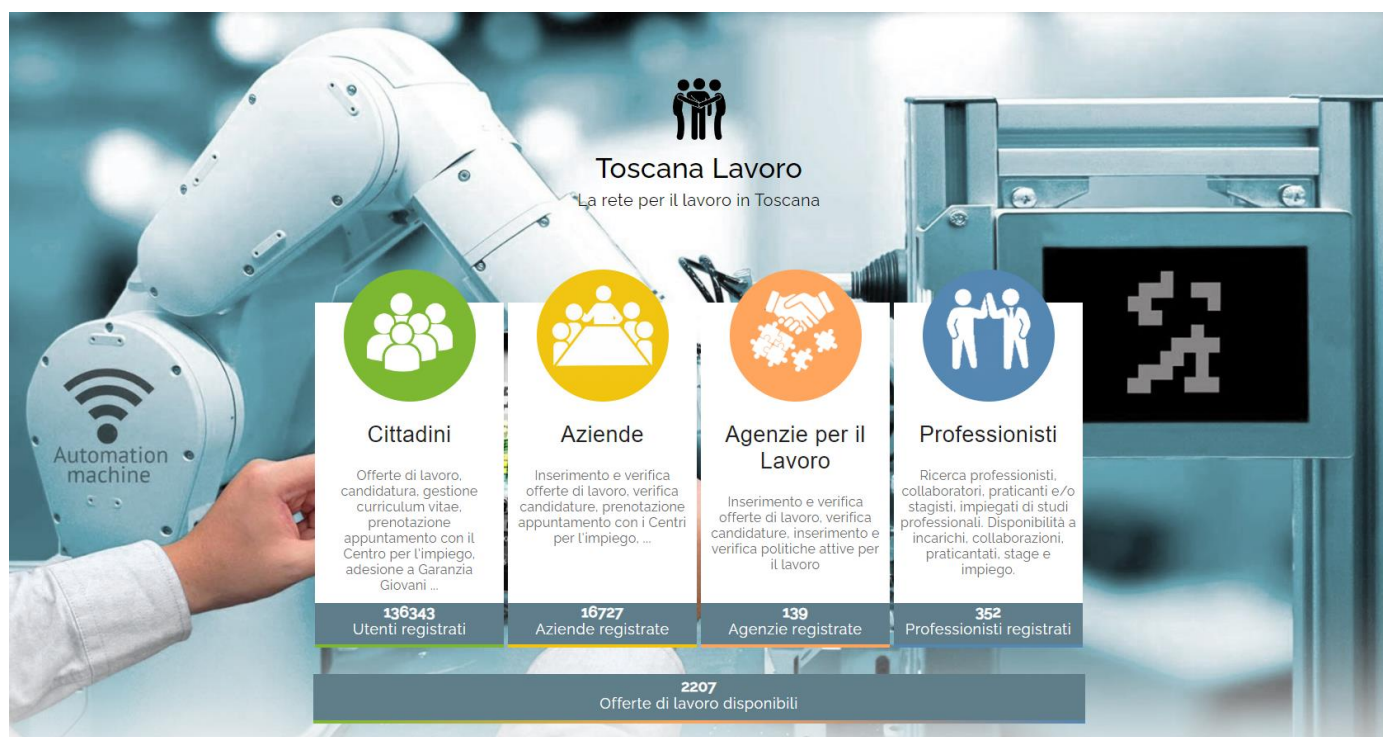 Toscana Lavoro
La rete per il lavoro in Toscana
Automation
machine
Cittadini
Offerte di lavoro,
candidatura, gestione
curriculum vitae,
prenotazione
appuntamento con il
Centro per l'impiego,
adesione a Garanzia
Giovani ...
136343
Utenti registrati
Aziende
Inserimento e verifica
offerte di lavoro, verifica
candidature, prenotazione
appuntamento con i Centri
per l'impiego, ...
16727
Aziende registrate
Agenzie per il
Lavoro
Inserimento e verifica
offerte di lavoro, verifica
candidature, inserimento e
verifica politiche attive per
il lavoro
139
Agenzie registrate
Professionisti
Ricerca professionisti,
collaboratori, praticanti e/o
stagisti, impiegati di studi
professionali. Disponibilità a
incarichi, collaborazioni,
praticantati, stage e
impiego.
352
Professionisti registrati
2207
Offerte di lavoro disponibili